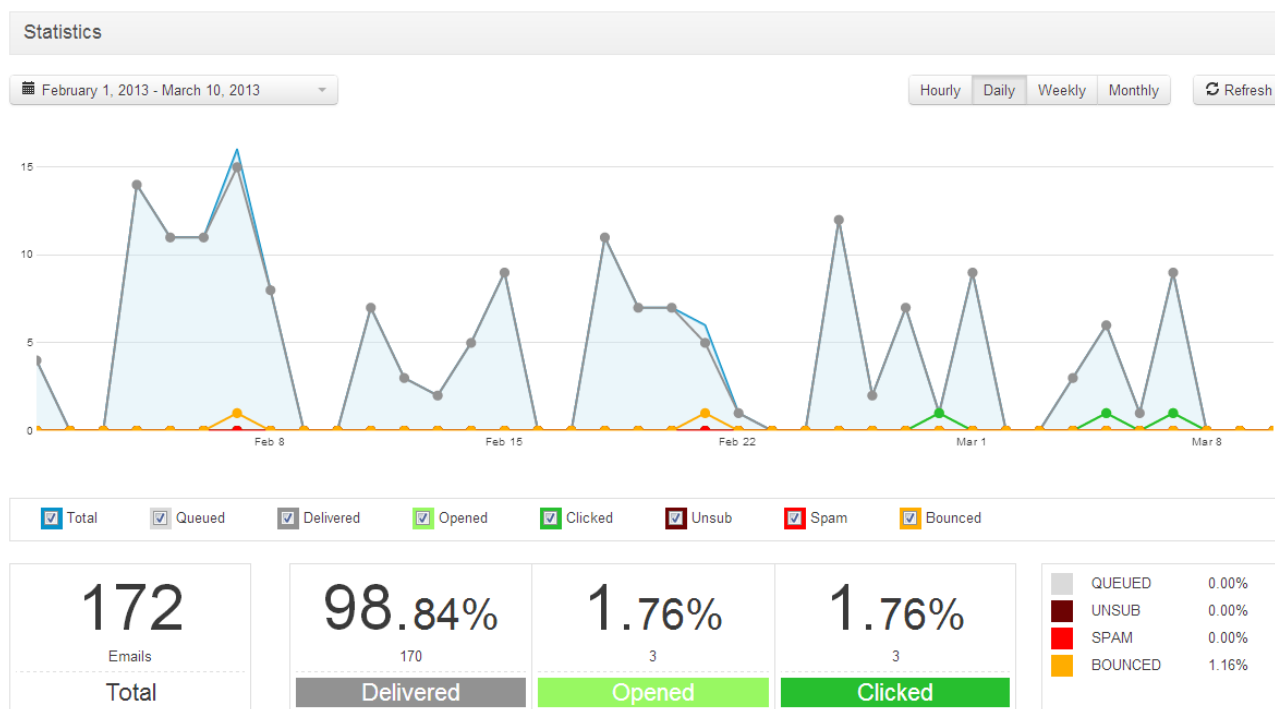 Statistics
February 1, 2013 - March 10, 2013
Hourly Daily Weekly Monthly Refresh
15
10
5
0
Feb 8 Feb 15 Feb 22 Mar 1 Mar 8
Total Queued Delivered Opened Clicked Unsub Spam Bounced
172 98.84% 1.76% 1.76%
Emails 170 3 3
Total Delivered Opened Clicked
QUEUED 0.00%
UNSUB 0.00%
SPAM 0.00%
BOUNCED 1.16%